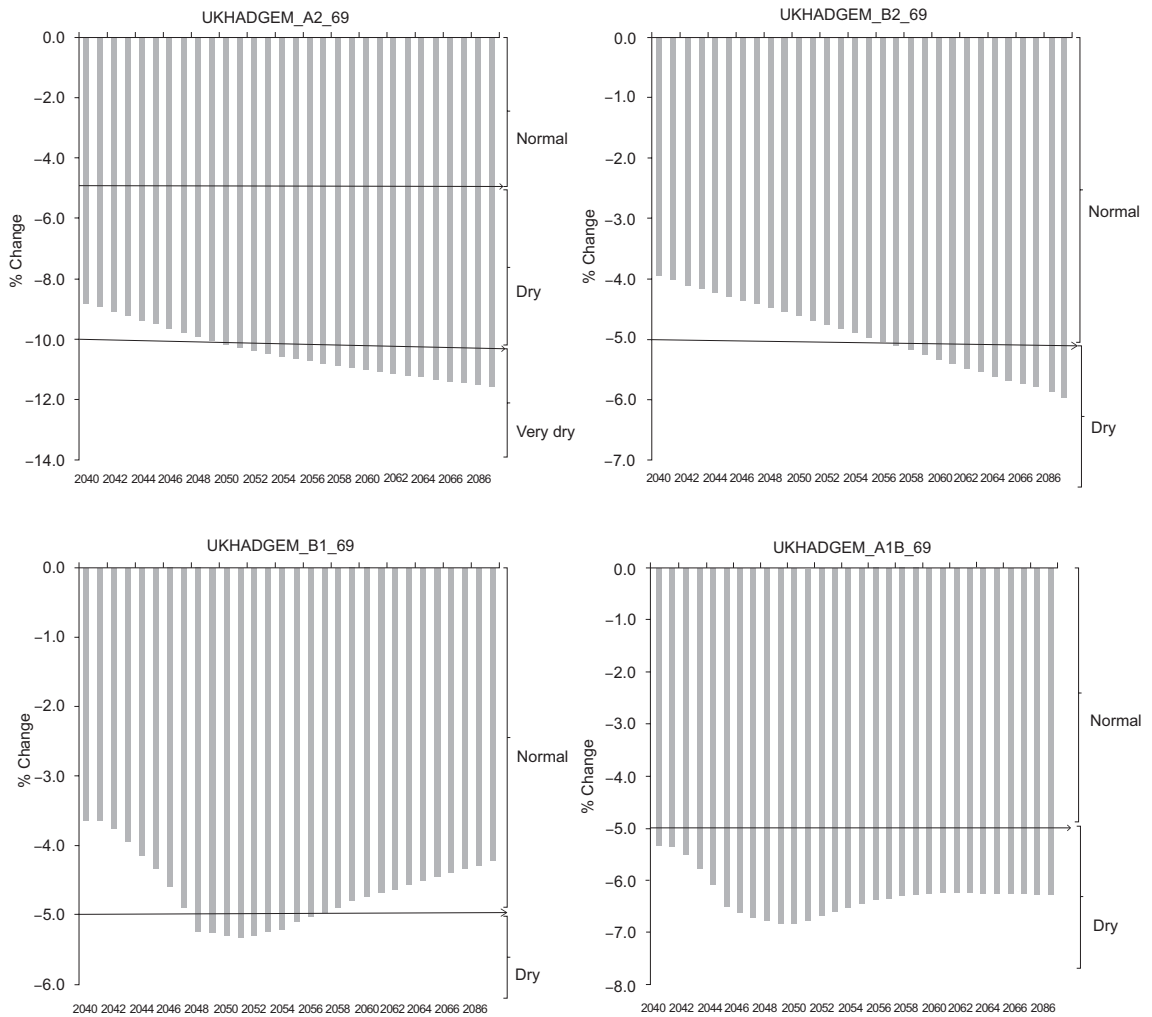 UKHADGEM_A2_69
0.0
−2.0
−4.0
−6.0
−8.0
−10.0
−12.0
−14.0
% Change
Normal
Dry
Very dry
2040 2042 2044 2046 2048 2050 2052 2054 2056 2058 2060 2062 2064 2066 2086
UKHADGEM_B2_69
0.0
−1.0
−2.0
−3.0
−4.0
−5.0
−6.0
−7.0
% Change
Normal
Dry
2040 2042 2044 2046 2048 2050 2052 2054 2056 2058 2060 2062 2064 2066 2086
UKHADGEM_B1_69
0.0
−1.0
−2.0
−3.0
−4.0
−5.0
−6.0
% Change
Normal
Dry
2040 2042 2044 2046 2048 2050 2052 2054 2056 2058 2060 2062 2064 2066 2086
UKHADGEM_A1B_69
0.0
−1.0
−2.0
−3.0
−4.0
−5.0
−6.0
−7.0
−8.0
% Change
Normal
Dry
2040 2042 2044 2046 2048 2050 2052 2054 2056 2058 2060 2062 2064 2066 2086